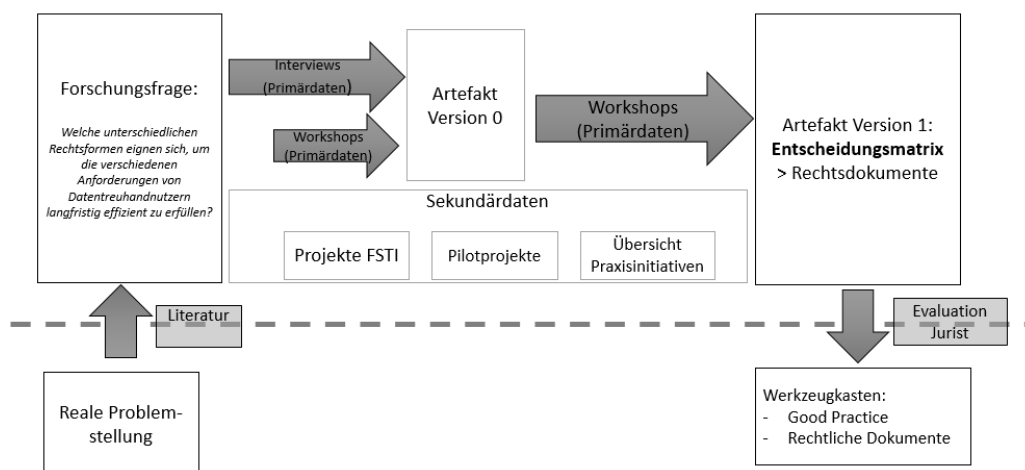 Forschungsfrage:
Welche unterschiedlichen
Rechtsformen eignen sich, um
die verschiedenen
Anforderungen von
Datentreuhandnutzern
langfristig effizient zu erfüllen?
Interviews
(Primärdaten)
Workshops
(Primärdaten)
Artefakt
Version 0
Workshops
(Primärdaten)
Artefakt Version 1:
Entscheidungsmatrix
> Rechtsdokumente
Sekundärdaten
Projekte FSTI
Pilotprojekte
Übersicht
Praxisinitiativen
Literatur
Evaluation
Jurist
Reale Problem-
stellung
Werkzeugkasten:
- Good Practice
- Rechtliche Dokumente